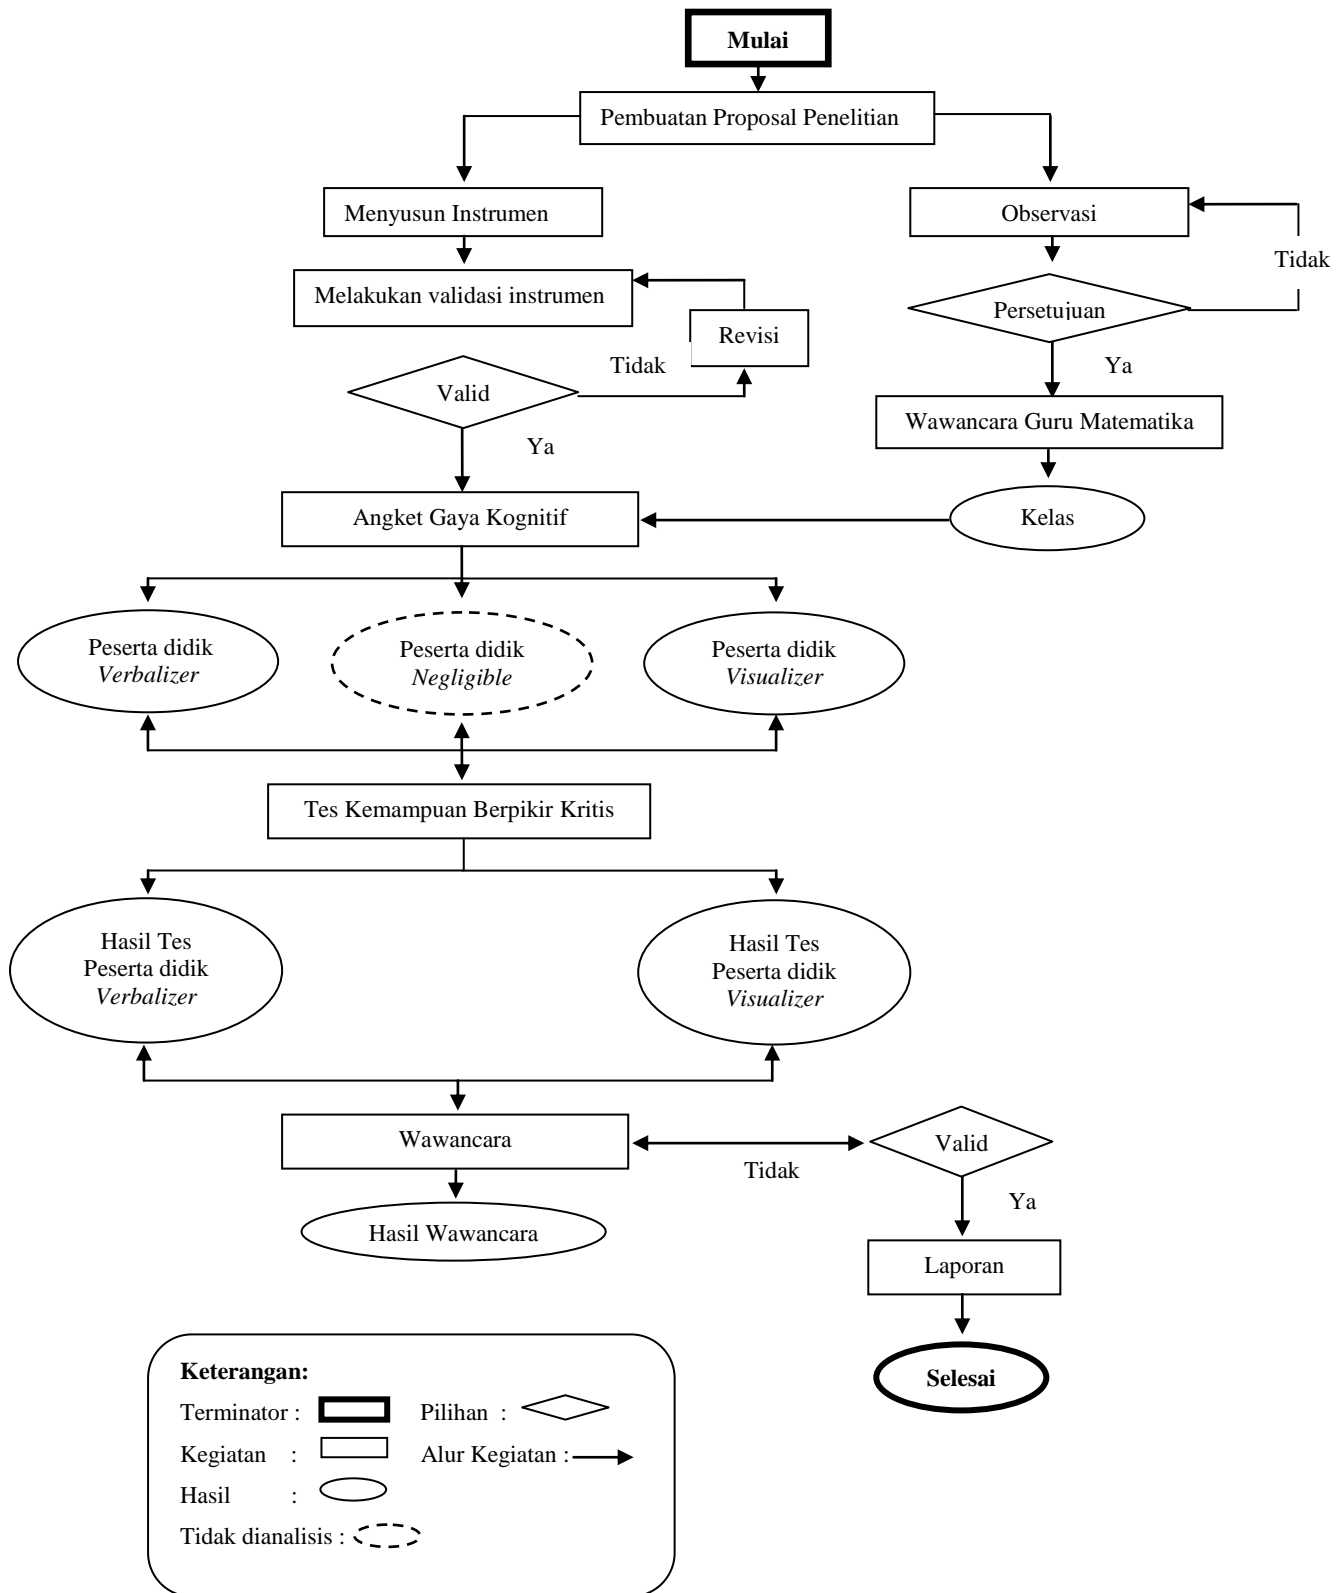 Mulai
Pembuatan Proposal Penelitian
Menyusun Instrumen
Observasi
Tidak
Melakukan validasi instrumen
Persetujuan
Revisi
Tidak
Ya
Valid
Wawancara Guru Matematika
Ya
Angket Gaya Kognitif
Kelas
Peserta didik
Verbalizer
Peserta didik
Negligible
Peserta didik
Visualizer
Tes Kemampuan Berpikir Kritis
Hasil Tes
Peserta didik
Verbalizer
Hasil Tes
Peserta didik
Visualizer
Wawancara
Tidak
Valid
Ya
Hasil Wawancara
Laporan
Selesai
Keterangan:
Terminator : Pilihan :
Kegiatan : Alur Kegiatan :
Hasil :
Tidak dianalisis :